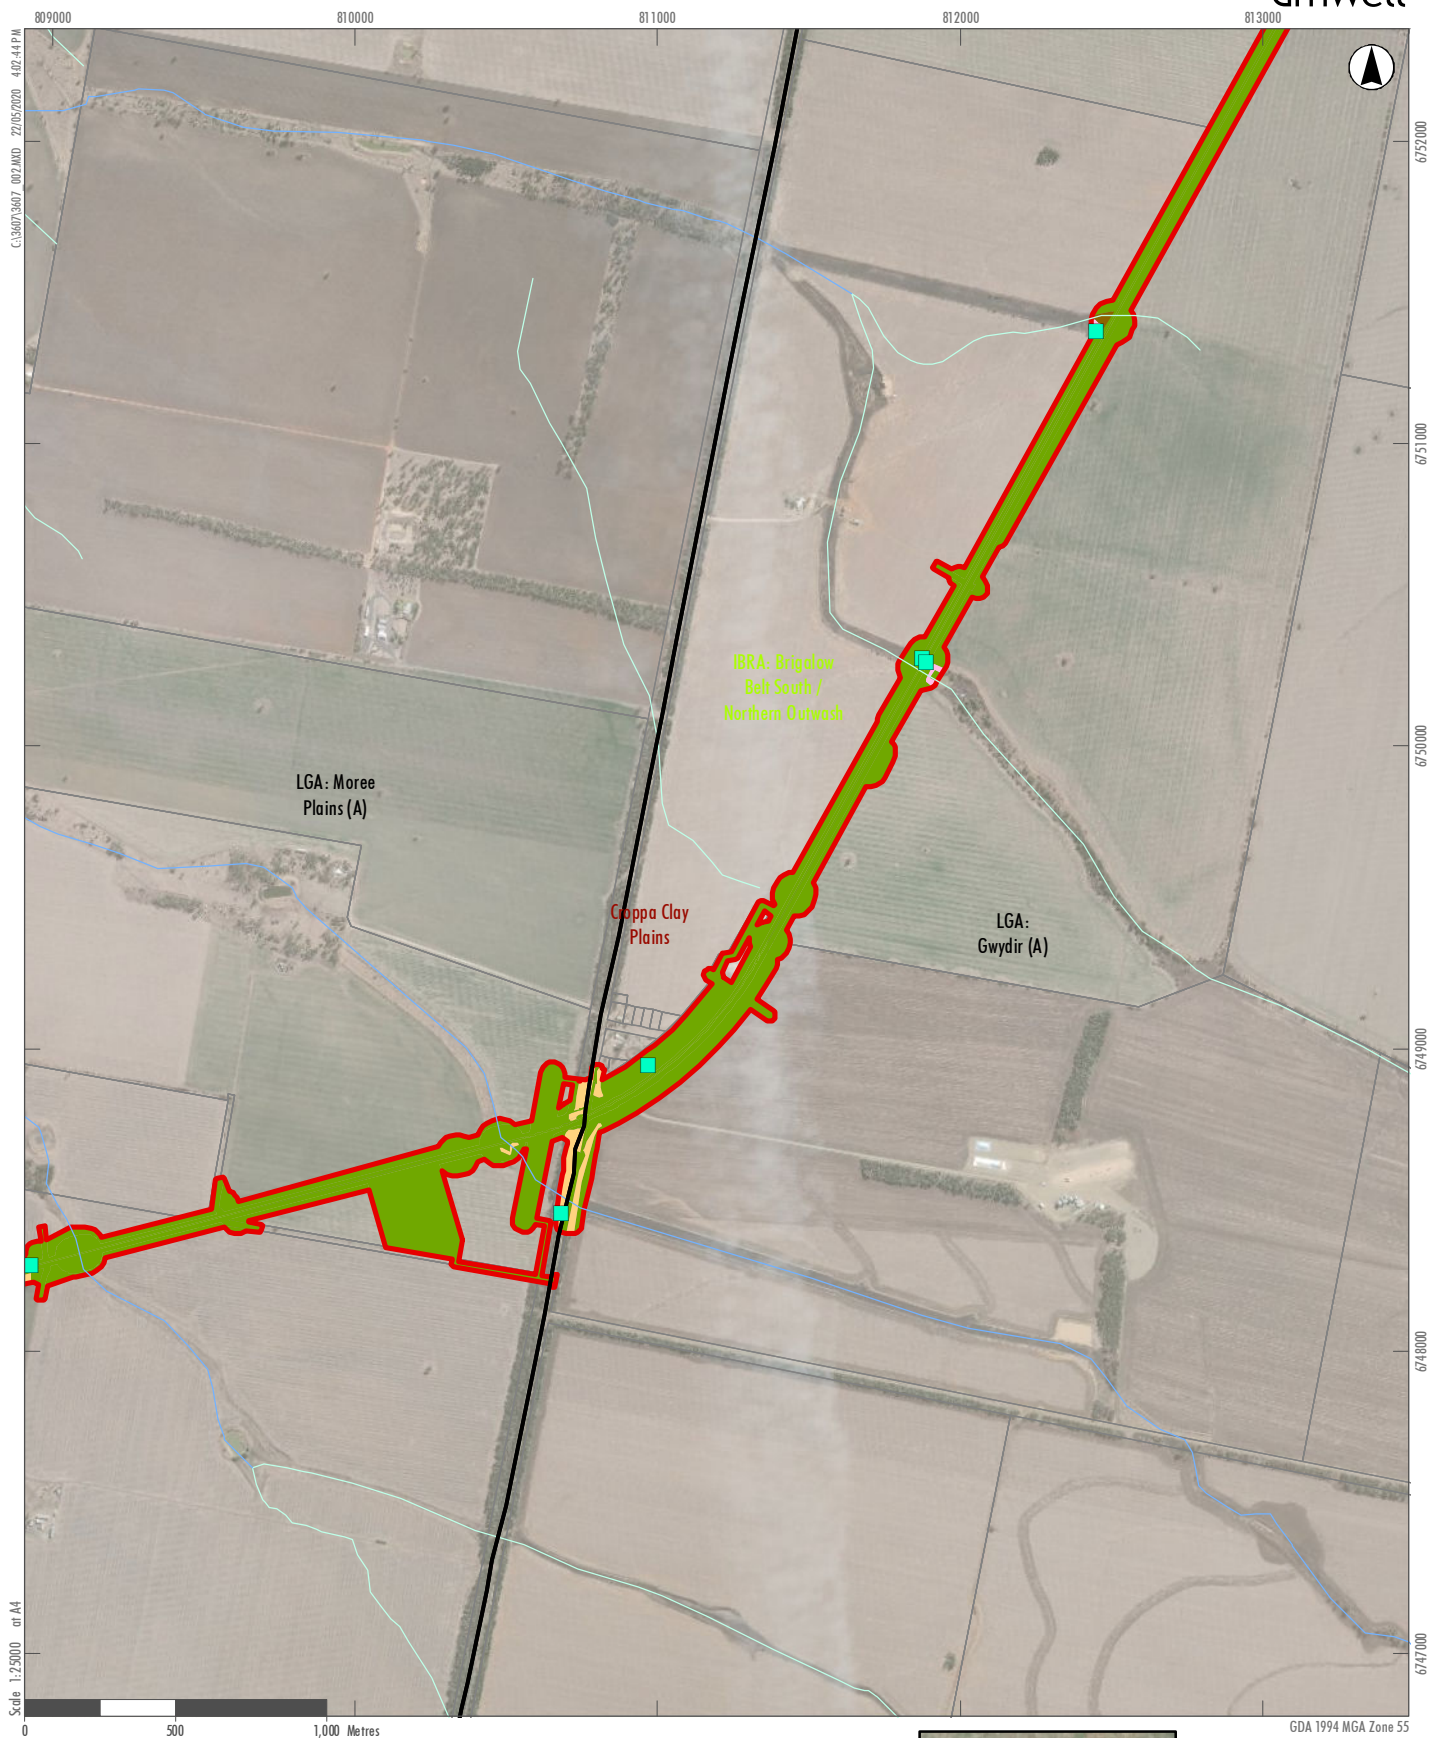 809000
810000
811000
812000
813000
C:\3607\3607_002.MXD 22/05/2020 4:02:44 PM
6752000
6751000
IBRA: Brigalow
Belt South /
Northern Outwash
6750000
LGA: Moree
Plains (A)
Croppa Clay
Plains
LGA:
Gwydir (A)
6749000
6748000
6747000
Scale 1:25000 at A4
0
500
1,000 Metres
GDA 1994 MGA Zone 55